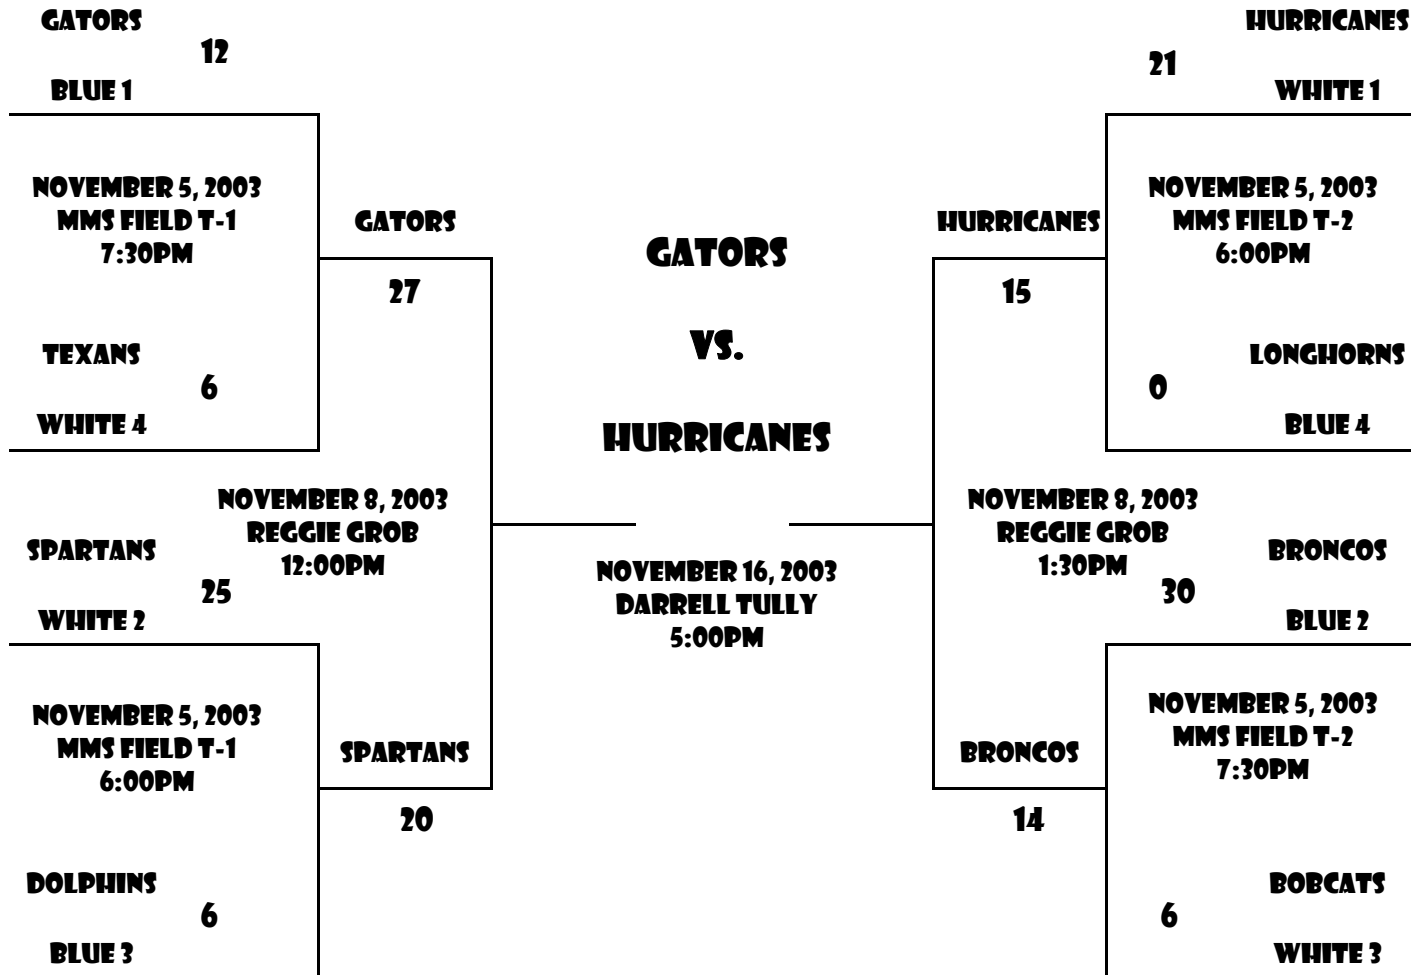 GATORS
12
BLUE 1
NOVEMBER 5, 2003
MMS FIELD T-1
7:30PM
TEXANS
6
WHITE 4
SPARTANS
25
WHITE 2
NOVEMBER 5, 2003
MMS FIELD T-1
6:00PM
DOLPHINS
6
BLUE 3
GATORS
27
NOVEMBER 8, 2003
REGGIE GROB
12:00PM
SPARTANS
20
GATORS
VS.
HURRICANES
NOVEMBER 16, 2003
DARRELL TULLY
5:00PM
HURRICANES
15
NOVEMBER 8, 2003
REGGIE GROB
1:30PM
BRONCOS
14
HURRICANES
21
WHITE 1
NOVEMBER 5, 2003
MMS FIELD T-2
6:00PM
LONGHORNS
0
BLUE 4
BRONCOS
30
BLUE 2
NOVEMBER 5, 2003
MMS FIELD T-2
7:30PM
BOBCATS
6
WHITE 3